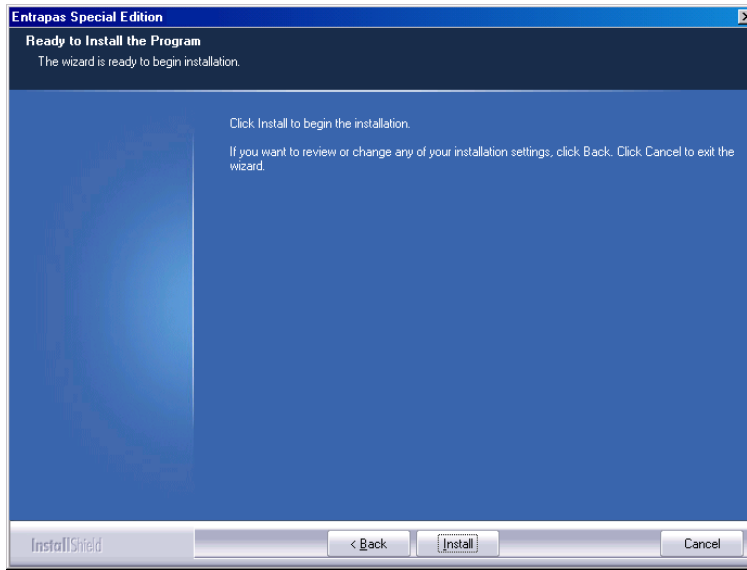 Entrapas Special Edition
Ready to Install the Program
The wizard is ready to begin installation.
Click Install to begin the installation.
If you want to review or change any of your installation settings, click Back. Click Cancel to exit the
wizard.
InstallShield
< Back
Install
Cancel